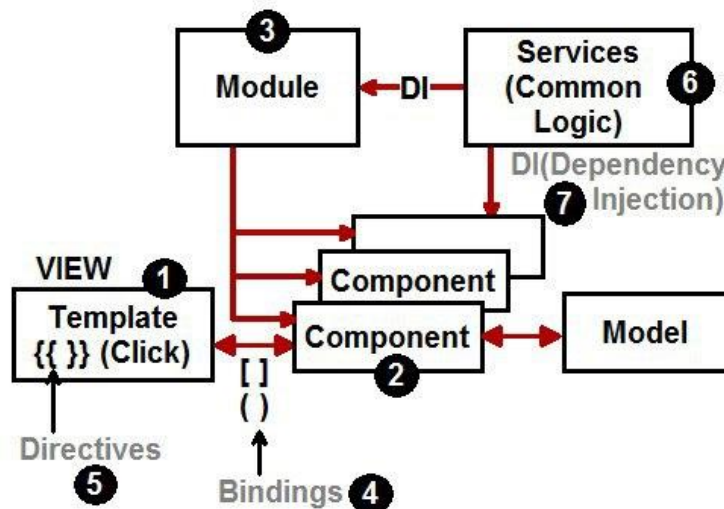 3
Module
DI
Services
(Common
Logic)
6
DI(Dependency
Injection)
7
VIEW
1
Template
{{ }} (Click)
Component
Component
2
Model
[ ]
( )
Directives
5
Bindings
4